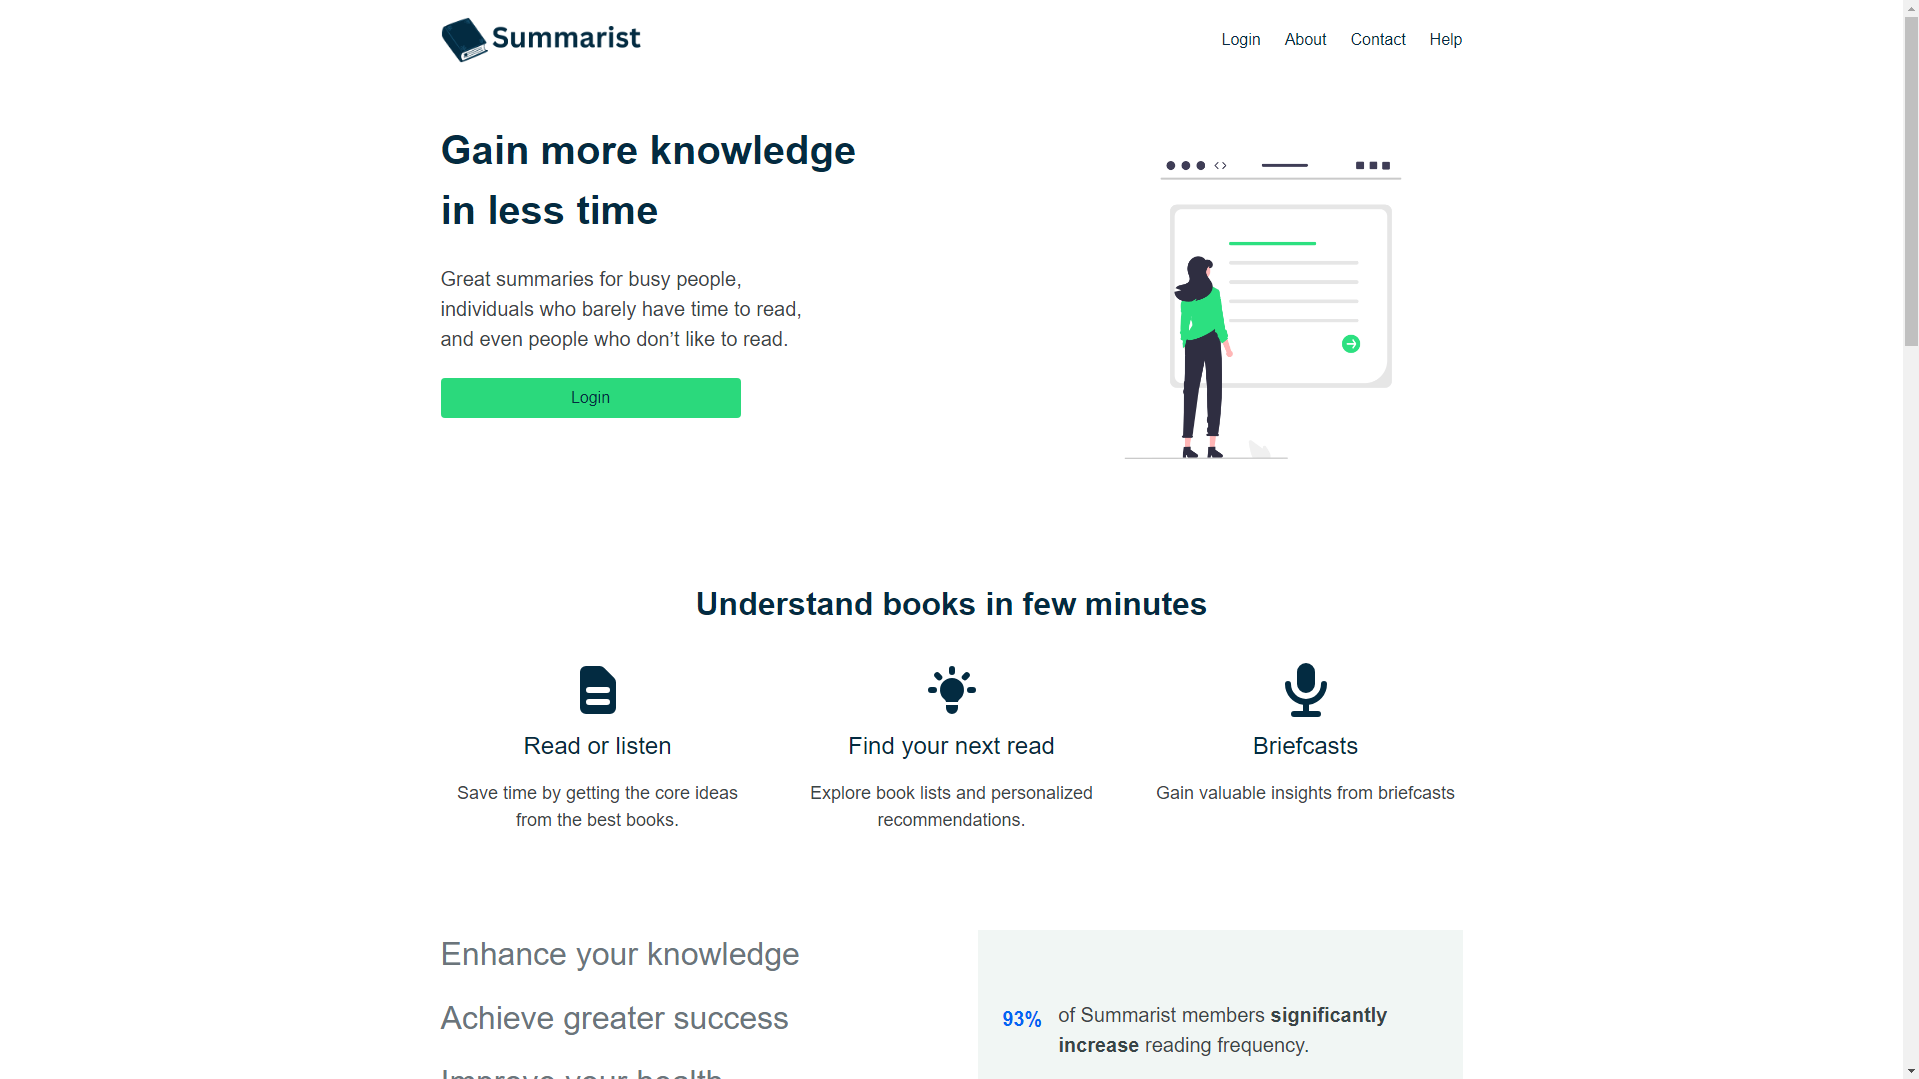 Summarist
Login About Contact Help
Gain more knowledge
in less time
Great summaries for busy people,
individuals who barely have time to read,
and even people who don’t like to read.
Login
Understand books in few minutes
Read or listen
Save time by getting the core ideas
from the best books.
Find your next read
Explore book lists and personalized
recommendations.
Briefcasts
Gain valuable insights from briefcasts
Enhance your knowledge
Achieve greater success
Improve your health
93% of Summarist members significantly
increase reading frequency.